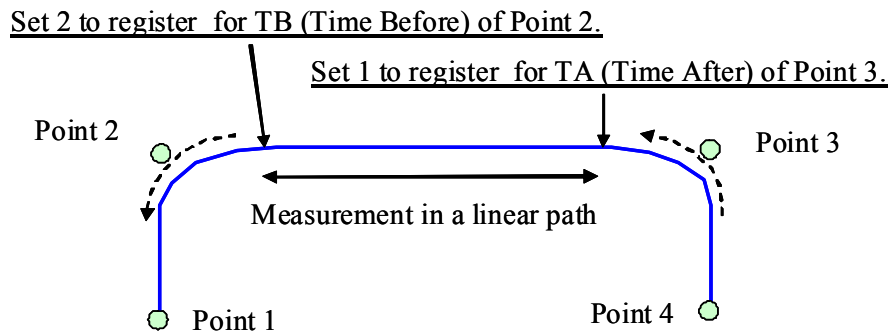 Set 2 to register for TB (Time Before) of Point 2.
Set 1 to register for TA (Time After) of Point 3.
Point 2
Point 3
Measurement in a linear path
Point 1
Point 4